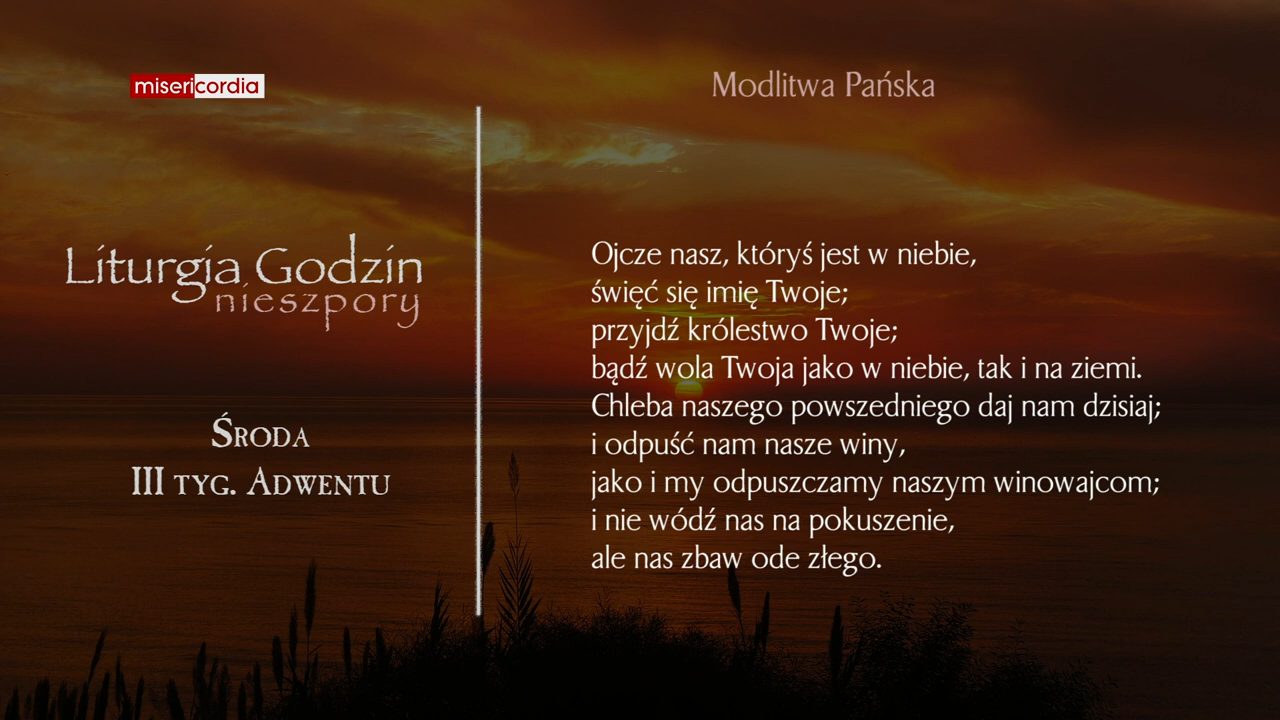 misericordia
Liturgia Godzin
nieszpory
Środa
III tyg. Adwentu
Modlitwa Pańska
Ojcze nasz, któryś jest w niebie,
święć się imię Twoje;
przyjdź królestwo Twoje;
bądź wola Twoja jako w niebie, tak i na ziemi.
Chleba naszego powszedniego daj nam dzisiaj;
i odpuść nam nasze winy,
jako i my odpuszczamy naszym winowajcom;
i nie wódź nas na pokuszenie,
ale nas zbaw ode złego.